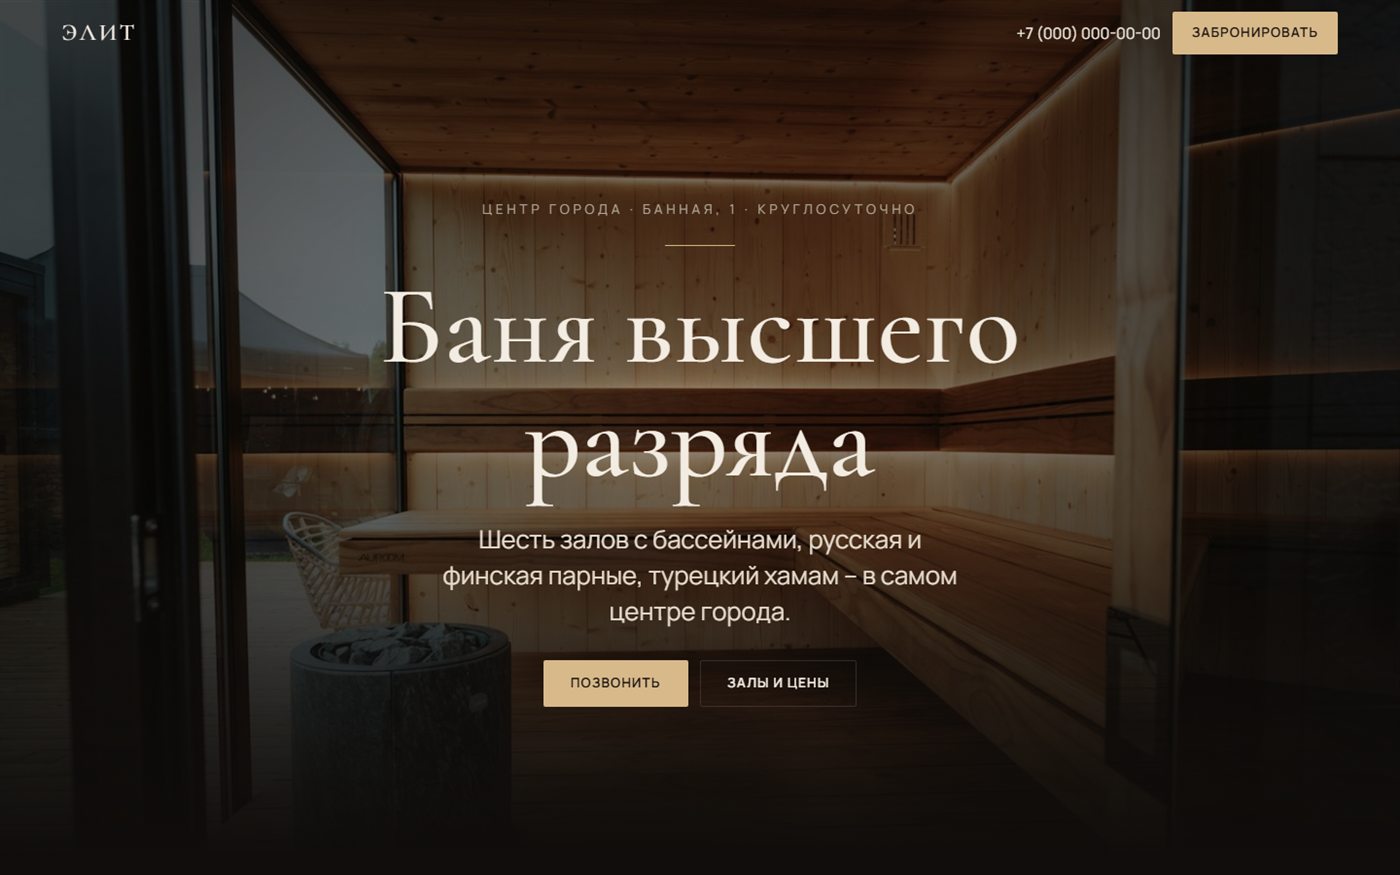 ЭЛИТ
+7 (000) 000-00-00
ЗАБРОНИРОВАТЬ
ЦЕНТР ГОРОДА · БАННАЯ, 1 · КРУГЛОСУТОЧНО
Баня высшего
разряда
Шесть залов с бассейнами, русская и
финская парные, турецкий хамам – в самом
центре города.
ПОЗВОНИТЬ
ЗАЛЫ И ЦЕНЫ